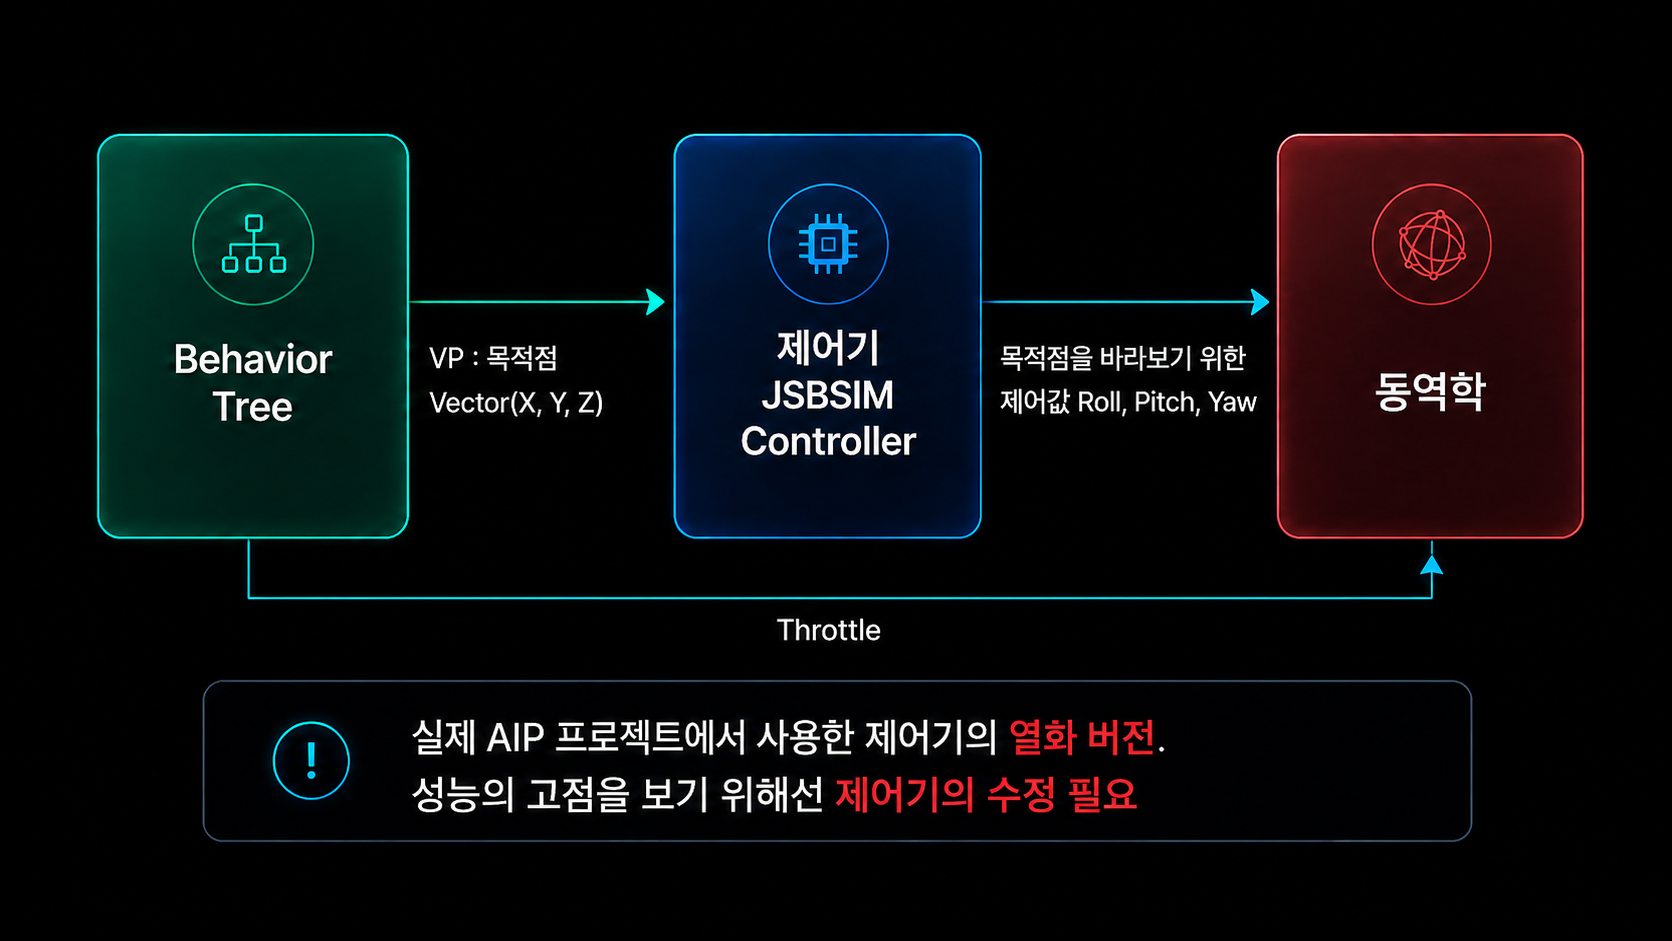 Behavior
Tree
VP : 목적점
Vector(X, Y, Z)
제어기
JSBSIM
Controller
목적점을 바라보기 위한
제어값 Roll, Pitch, Yaw
동역학
Throttle
실제 AIP 프로젝트에서 사용한 제어기의 열화 버전.
성능의 고점을 보기 위해선 제어기의 수정 필요